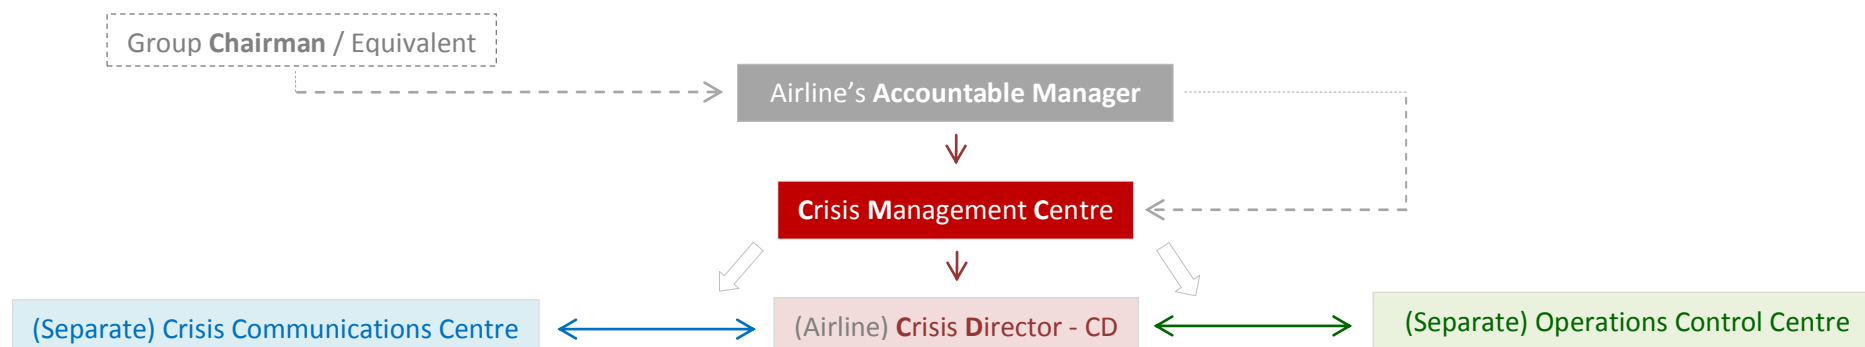 Group Chairman / Equivalent
Airline’s Accountable Manager
Crisis Management Centre
(Separate) Crisis Communications Centre
(Airline) Crisis Director - CD
(Separate) Operations Control Centre